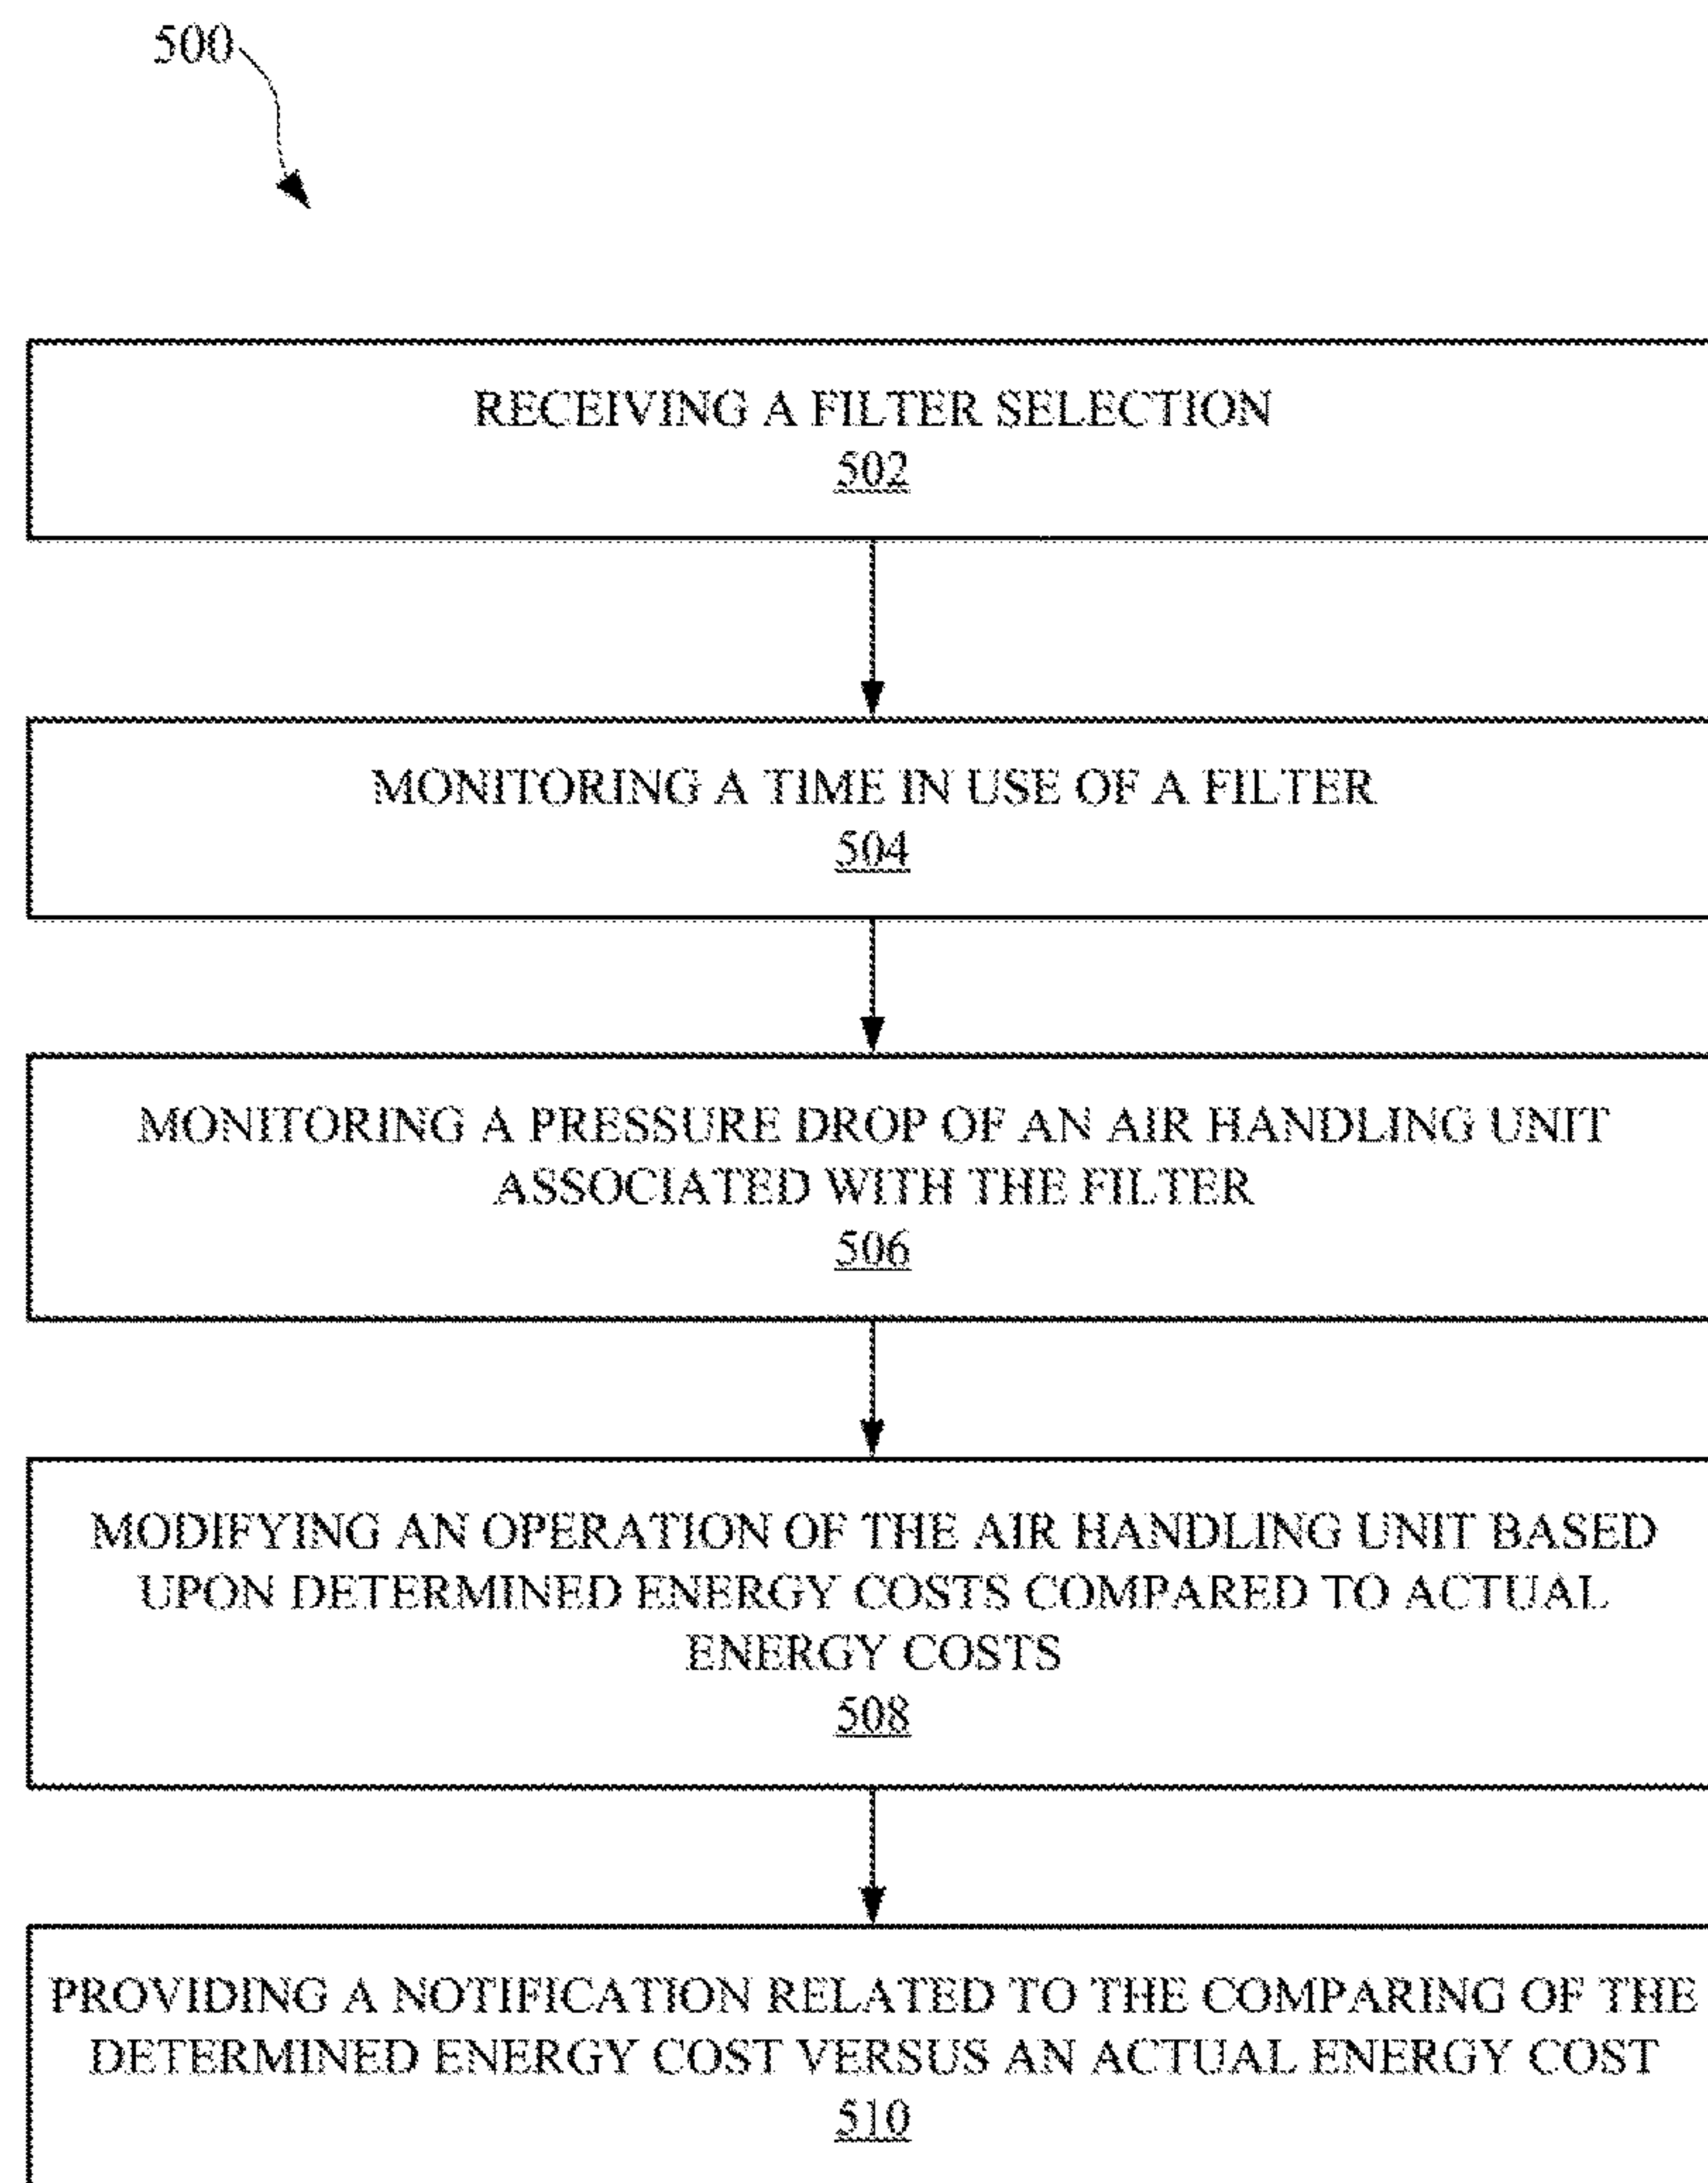 500
RECEIVING A FILTER SELECTION
502
MONITORING A TIME IN USE OF A FILTER
504
MONITORING A PRESSURE DROP OF AN AIR HANDLING UNIT
ASSOCIATED WITH THE FILTER
506
MODIFYING AN OPERATION OF THE AIR HANDLING UNIT BASED
UPON DETERMINED ENERGY COSTS COMPARED TO ACTUAL
ENERGY COSTS
508
PROVIDING A NOTIFICATION RELATED TO THE COMPARING OF THE
DETERMINED ENERGY COST VERSUS AN ACTUAL ENERGY COST
510